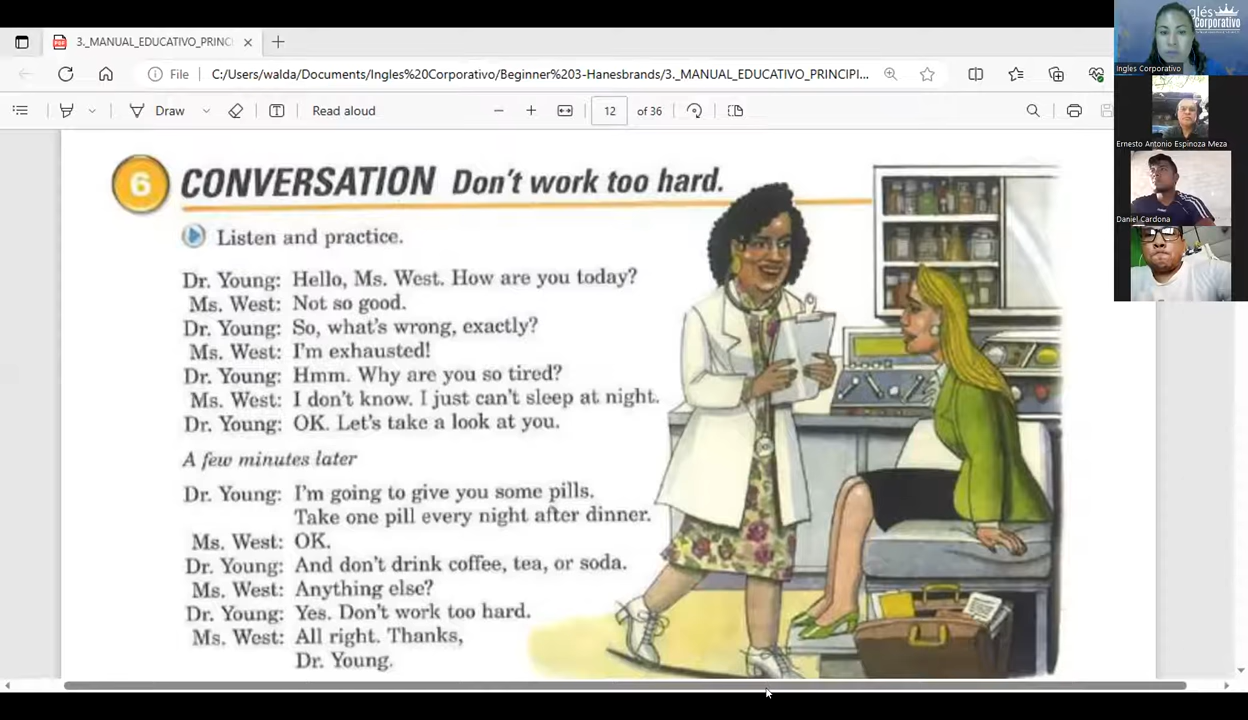 3._MANUAL_EDUCATIVO_PRINCI
File
C:/Users/walda/Documents/Ingles%20Corporativo/Beginner%203-Hanesbrands/3._MANUAL_EDUCATIVO_PRINCIPI...
Draw
Read aloud
12
of 36
6 CONVERSATION Don't work too hard.
Listen and practice.
Dr. Young: Hello, Ms. West. How are you today?
Ms. West: Not so good.
Dr. Young: So, what's wrong, exactly?
Ms. West: I'm exhausted!
Dr. Young: Hmm. Why are you so tired?
Ms. West: I don't know. I just can't sleep at night.
Dr. Young: OK. Let's take a look at you.
A few minutes later
Dr. Young: I'm going to give you some pills.
Take one pill every night after dinner.
Ms. West: OK.
Dr. Young: And don't drink coffee, tea, or soda.
Ms. West: Anything else?
Dr. Young: Yes. Don't work too hard.
Ms. West: All right. Thanks,
Dr. Young.
glés
Corporativo
Ingles Corporativo
Ernesto Antonio Espinoza Meza
Daniel Cardona